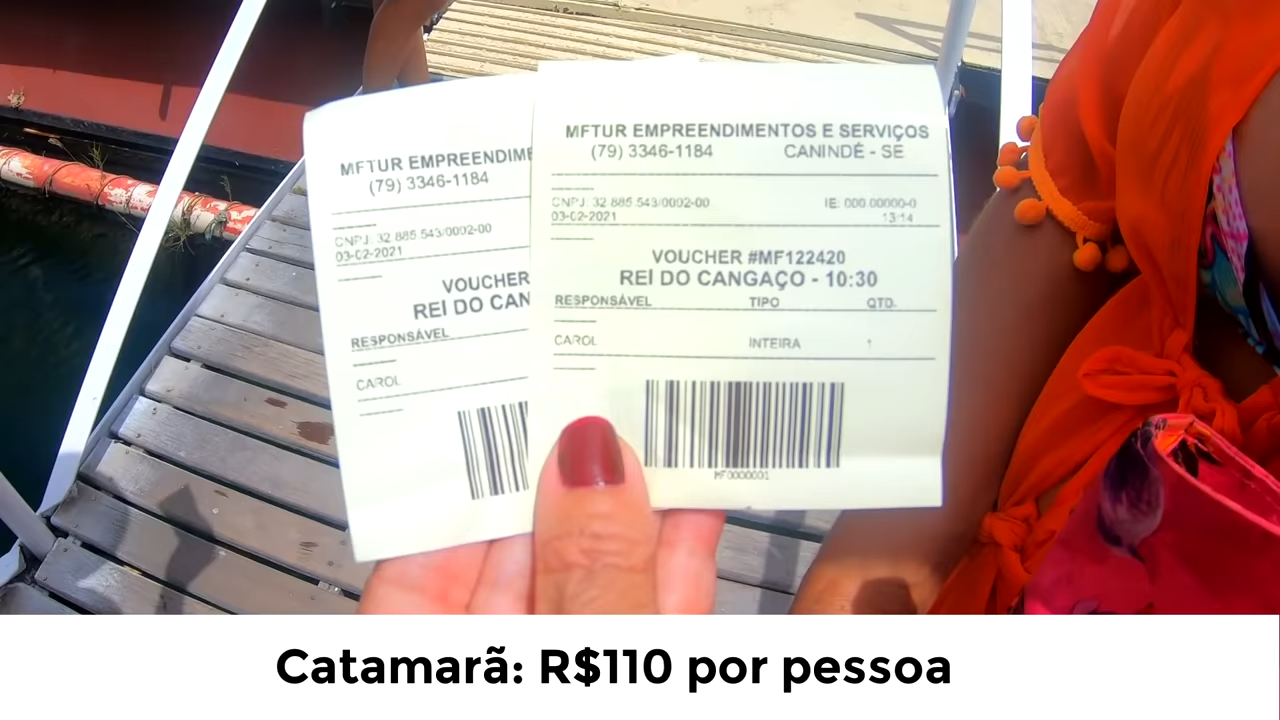 MFTUR EMPREENDIME
(79) 3346-1184
CNPJ: 32.885.543/0002-00
03-02-2021
VOUCHER
REI DO CAN
RESPONSÁVEL
CAROL
MFTUR EMPREENDIMENTOS E SERVIÇOS
(79) 3346-1184 CANINDÉ - SE
CNPJ: 32.885.543/0002-00 IE: 000.00000-0
03-02-2021 13:14
VOUCHER #MF122420
REI DO CANGAÇO - 10:30
RESPONSÁVEL TIPO QTD.
CAROL INTEIRA 1
MF0000001
Catamarã: R$110 por pessoa